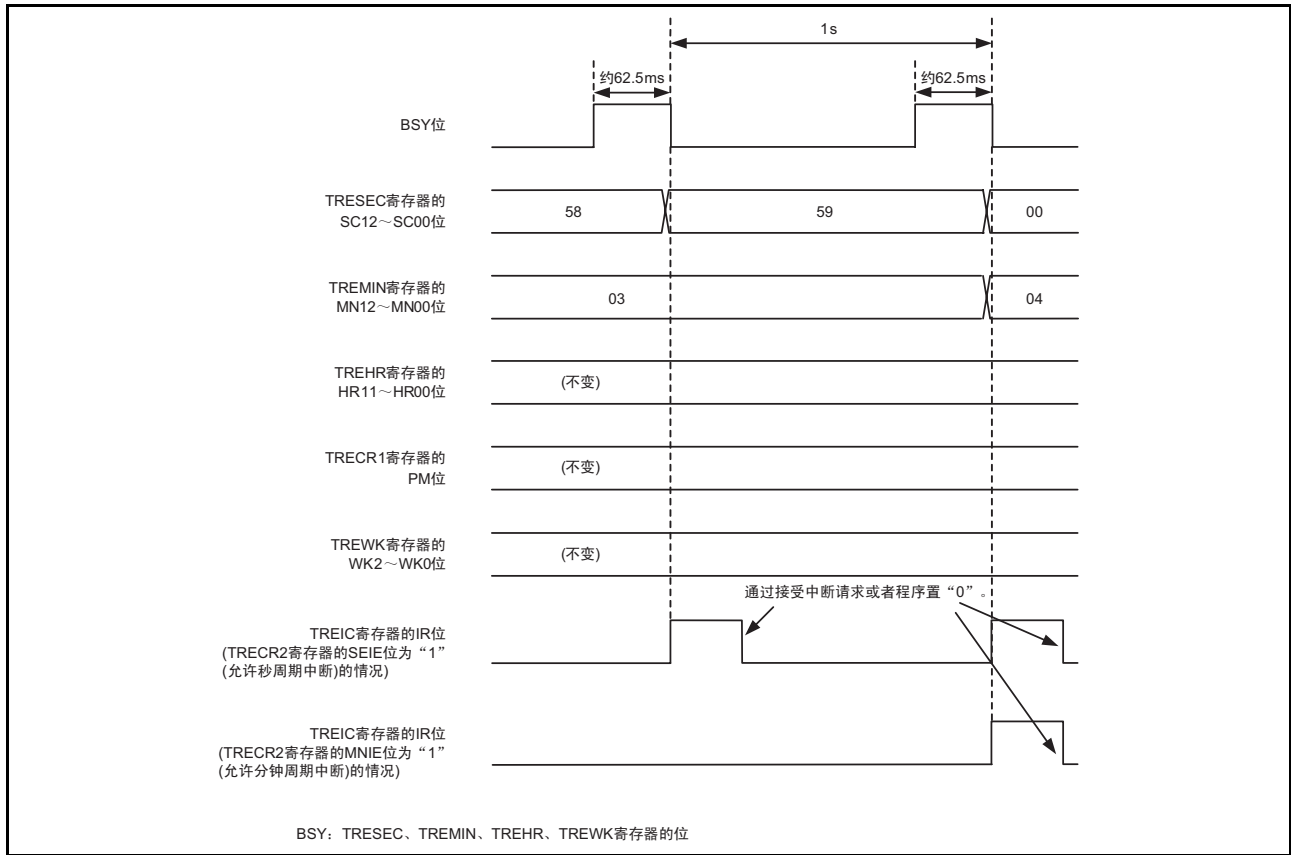 1s
约62.5ms
约62.5ms
BSY位
TRESEC寄存器的
SC12～SC00位
58
59
00
TREMIN寄存器的
MN12～MN00位
03
04
TREHR寄存器的
HR11～HR00位
(不变)
TRECR1寄存器的
PM位
(不变)
TREWK寄存器的
WK2～WK0位
(不变)
通过接受中断请求或者程序置“0”。
TREIC寄存器的IR位
(TRECR2寄存器的SEIE位为“1”
(允许秒周期中断)的情况)
TREIC寄存器的IR位
(TRECR2寄存器的MNIE位为“1”
(允许分钟周期中断)的情况)
BSY：TRESEC、TREMIN、TREHR、TREWK寄存器的位